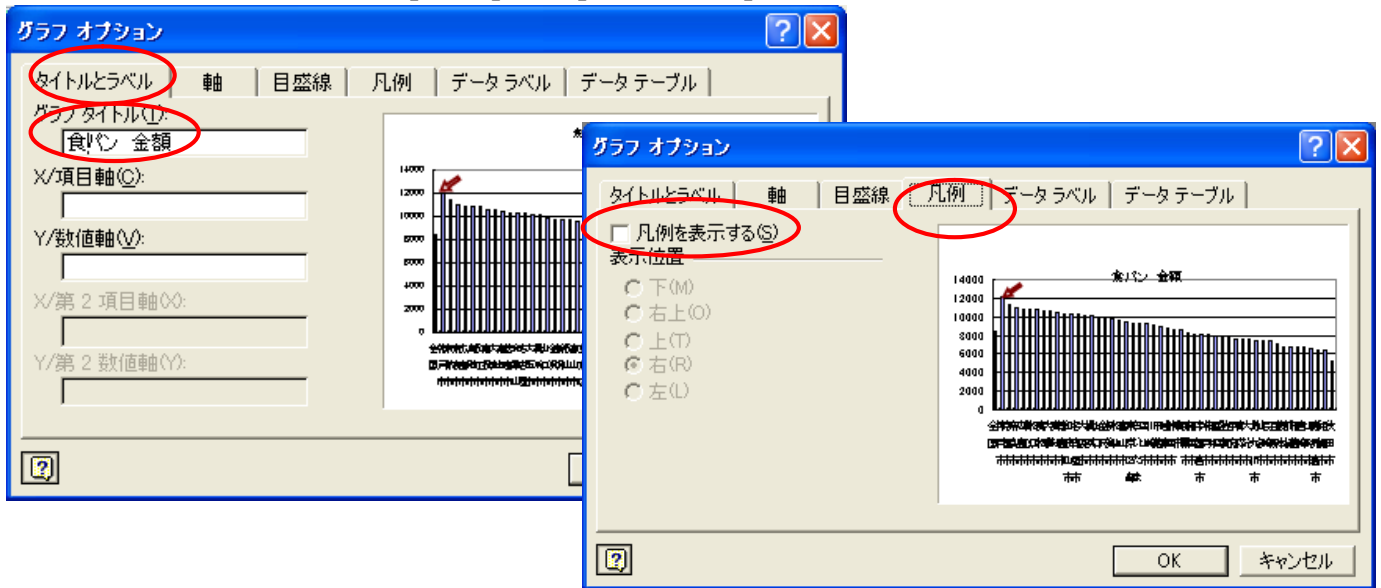 グラフ オプション
タイトルとラベル 軸 目盛線 凡例 データ ラベル データ テーブル
グラフ タイトル(T):
食パン 金額
X/項目軸(C):
Y/数値軸(V):
X/第 2 項目軸(X):
Y/第 2 数値軸(Y):
14000
12000
10000
8000
6000
4000
2000
0
グラフ オプション
タイトルとラベル 軸 目盛線 凡例 データ ラベル データ テーブル
凡例を表示する(S)
表示位置
下(M)
右上(O)
上(T)
右(R)
左(L)
食パン 金額
14000
12000
10000
8000
6000
4000
2000
0
OK キャンセル